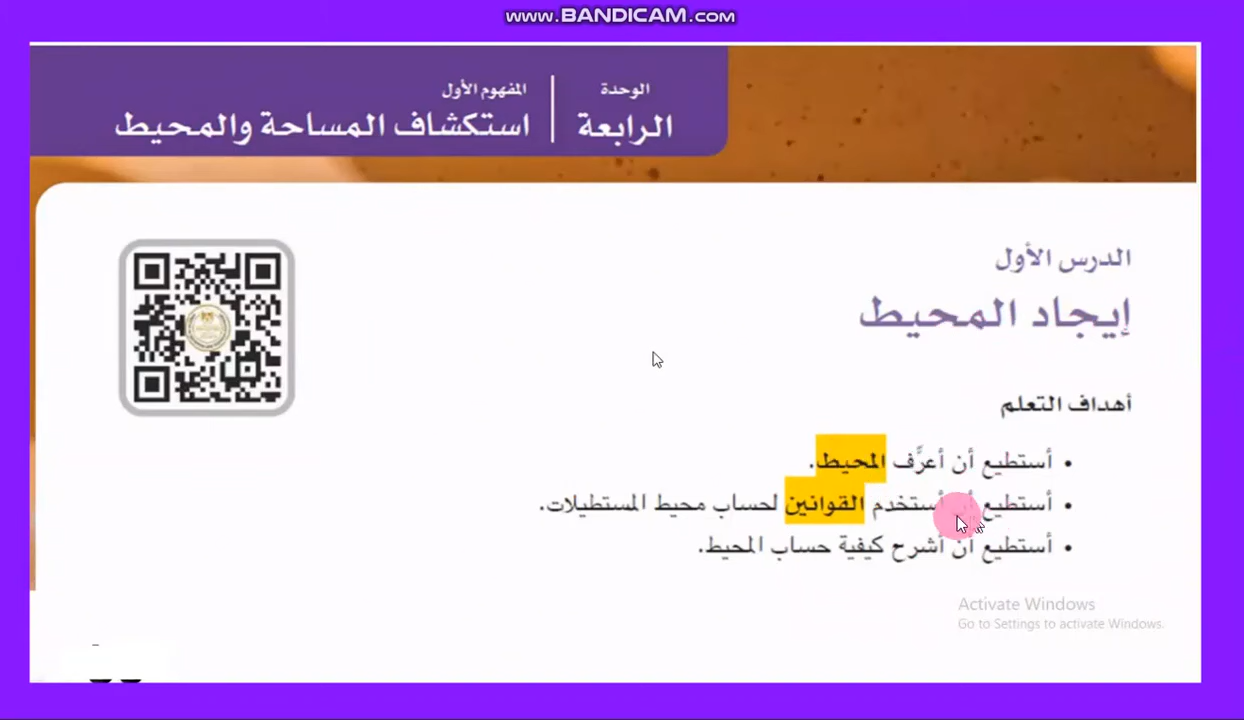 www.BANDICAM.com
الوحدة
الرابعة
المفهوم الأول
استكشاف المساحة والمحيط
الدرس الأول
إيجاد المحيط
أهداف التعلم
• أستطيع أن أعرِّف المحيط.
• أستطيع أن أستخدم القوانين لحساب محيط المستطيلات.
• أستطيع أن أشرح كيفية حساب المحيط.
Activate Windows
Go to Settings to activate Windows.